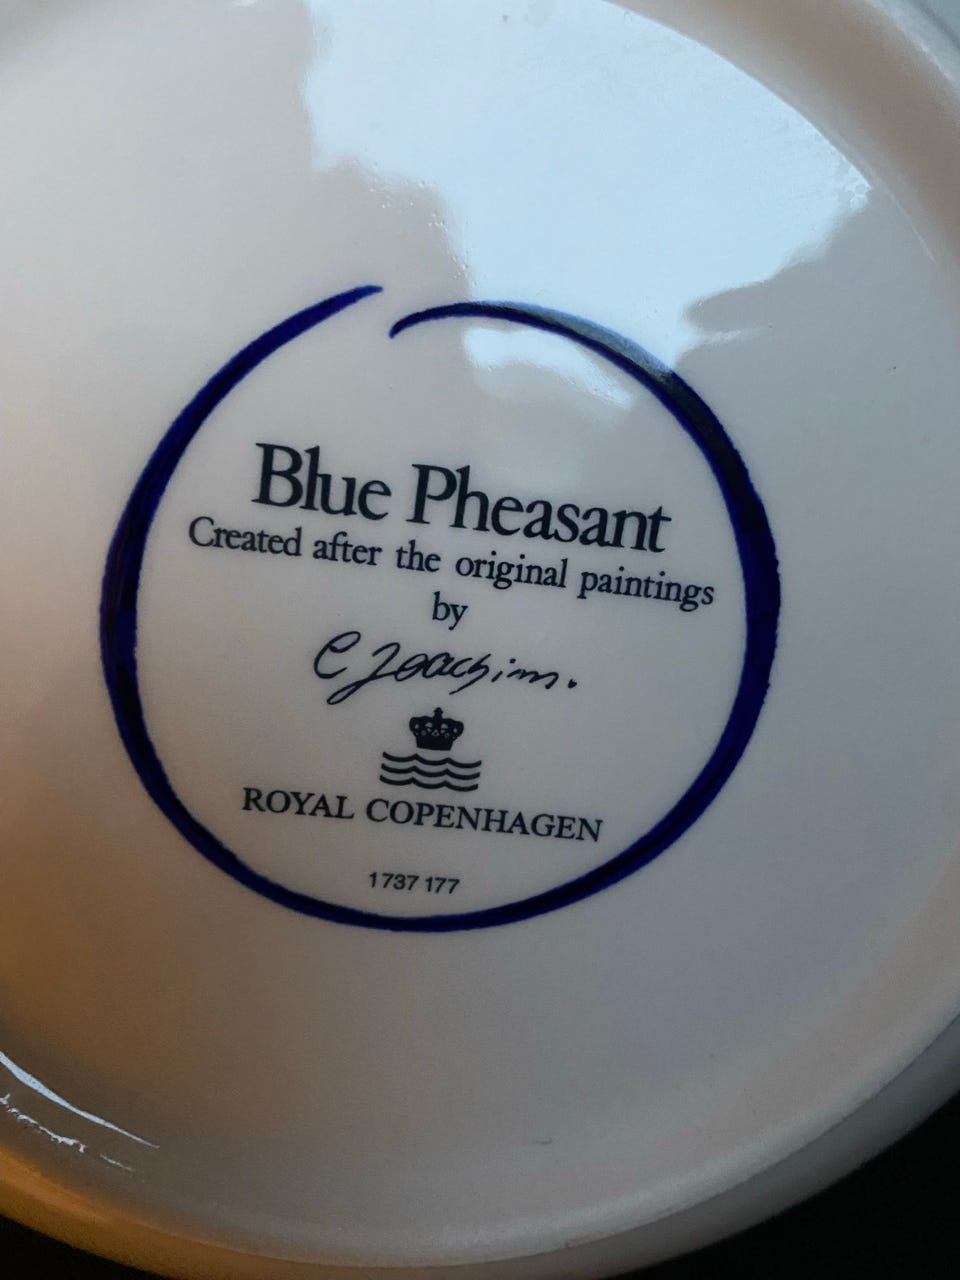 Blue Pheasant
Created after the original paintings
by
C Joachim.
ROYAL COPENHAGEN
1737 177